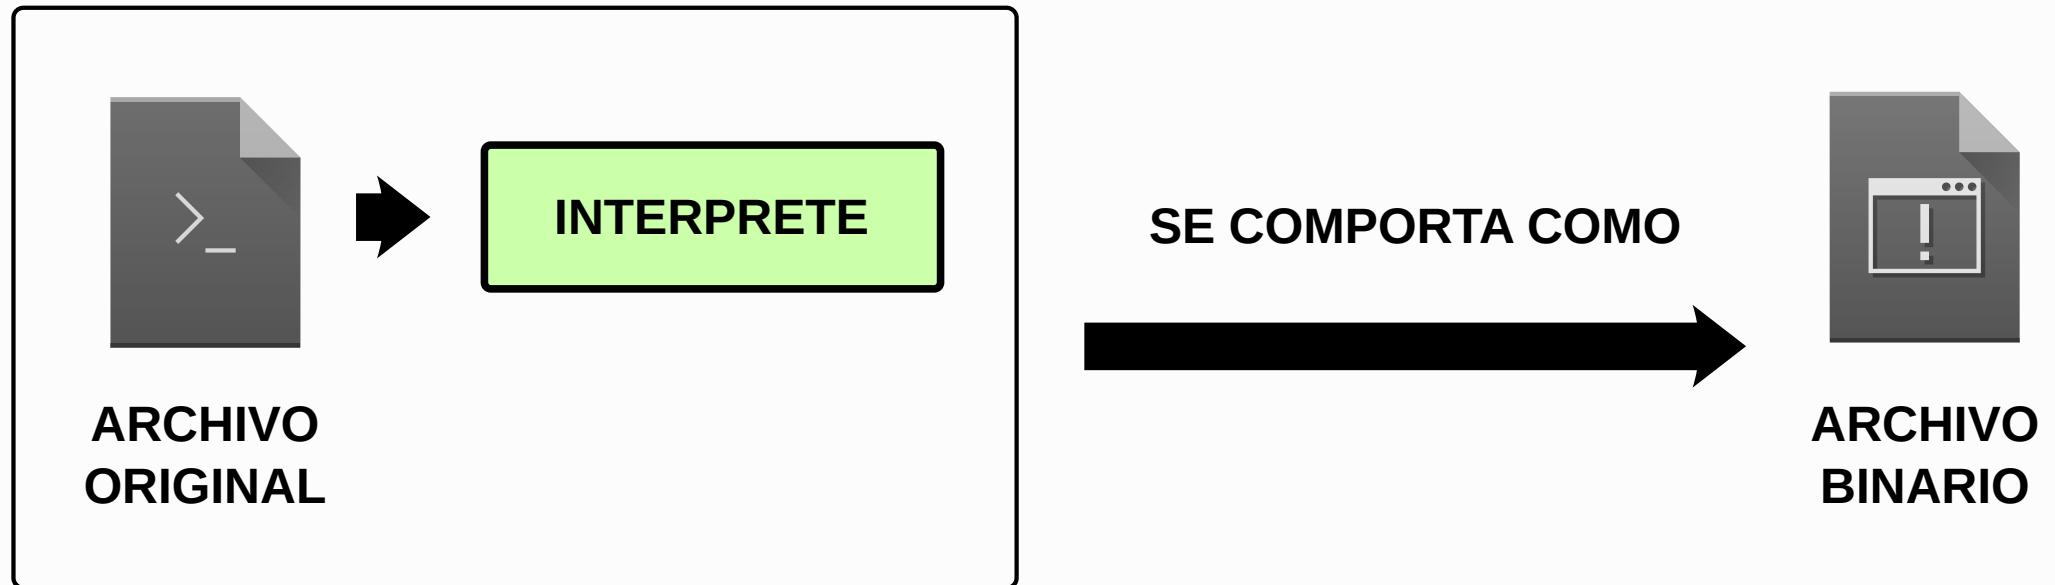 INTERPRETE
SE COMPORTA COMO
ARCHIVO
ORIGINAL
ARCHIVO
BINARIO